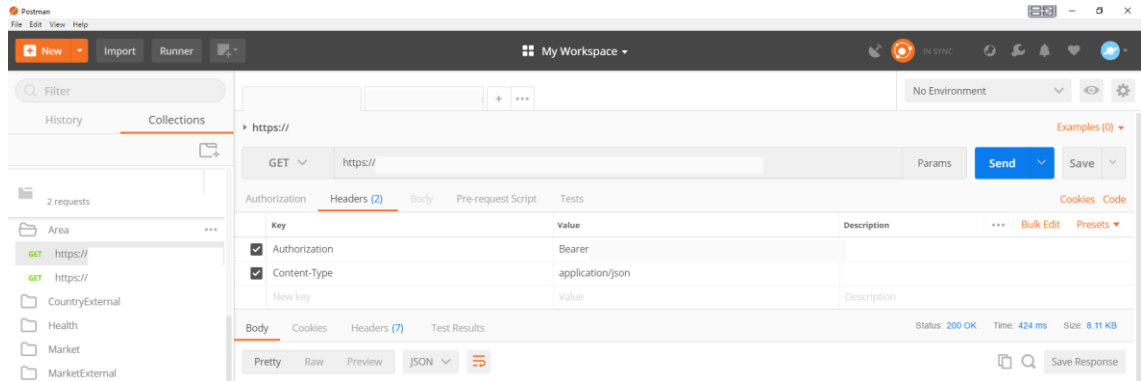 Postman
File Edit View Help
New Import Runner My Workspace IN SYNC
Filter
History Collections
2 requests
Area
GET https://
GET https://
CountryExternal
Health
Market
MarketExternal
No Environment
https:// Examples (0)
GET https:// Params Send Save
Authorization Headers (2) Body Pre-request Script Tests Cookies Code
Key Value Description Bulk Edit Presets
Authorization Bearer
Content-Type application/json
New key Value Description
Body Cookies Headers (7) Test Results Status: 200 OK Time: 424 ms Size: 8.11 KB
Pretty Raw Preview JSON Save Response